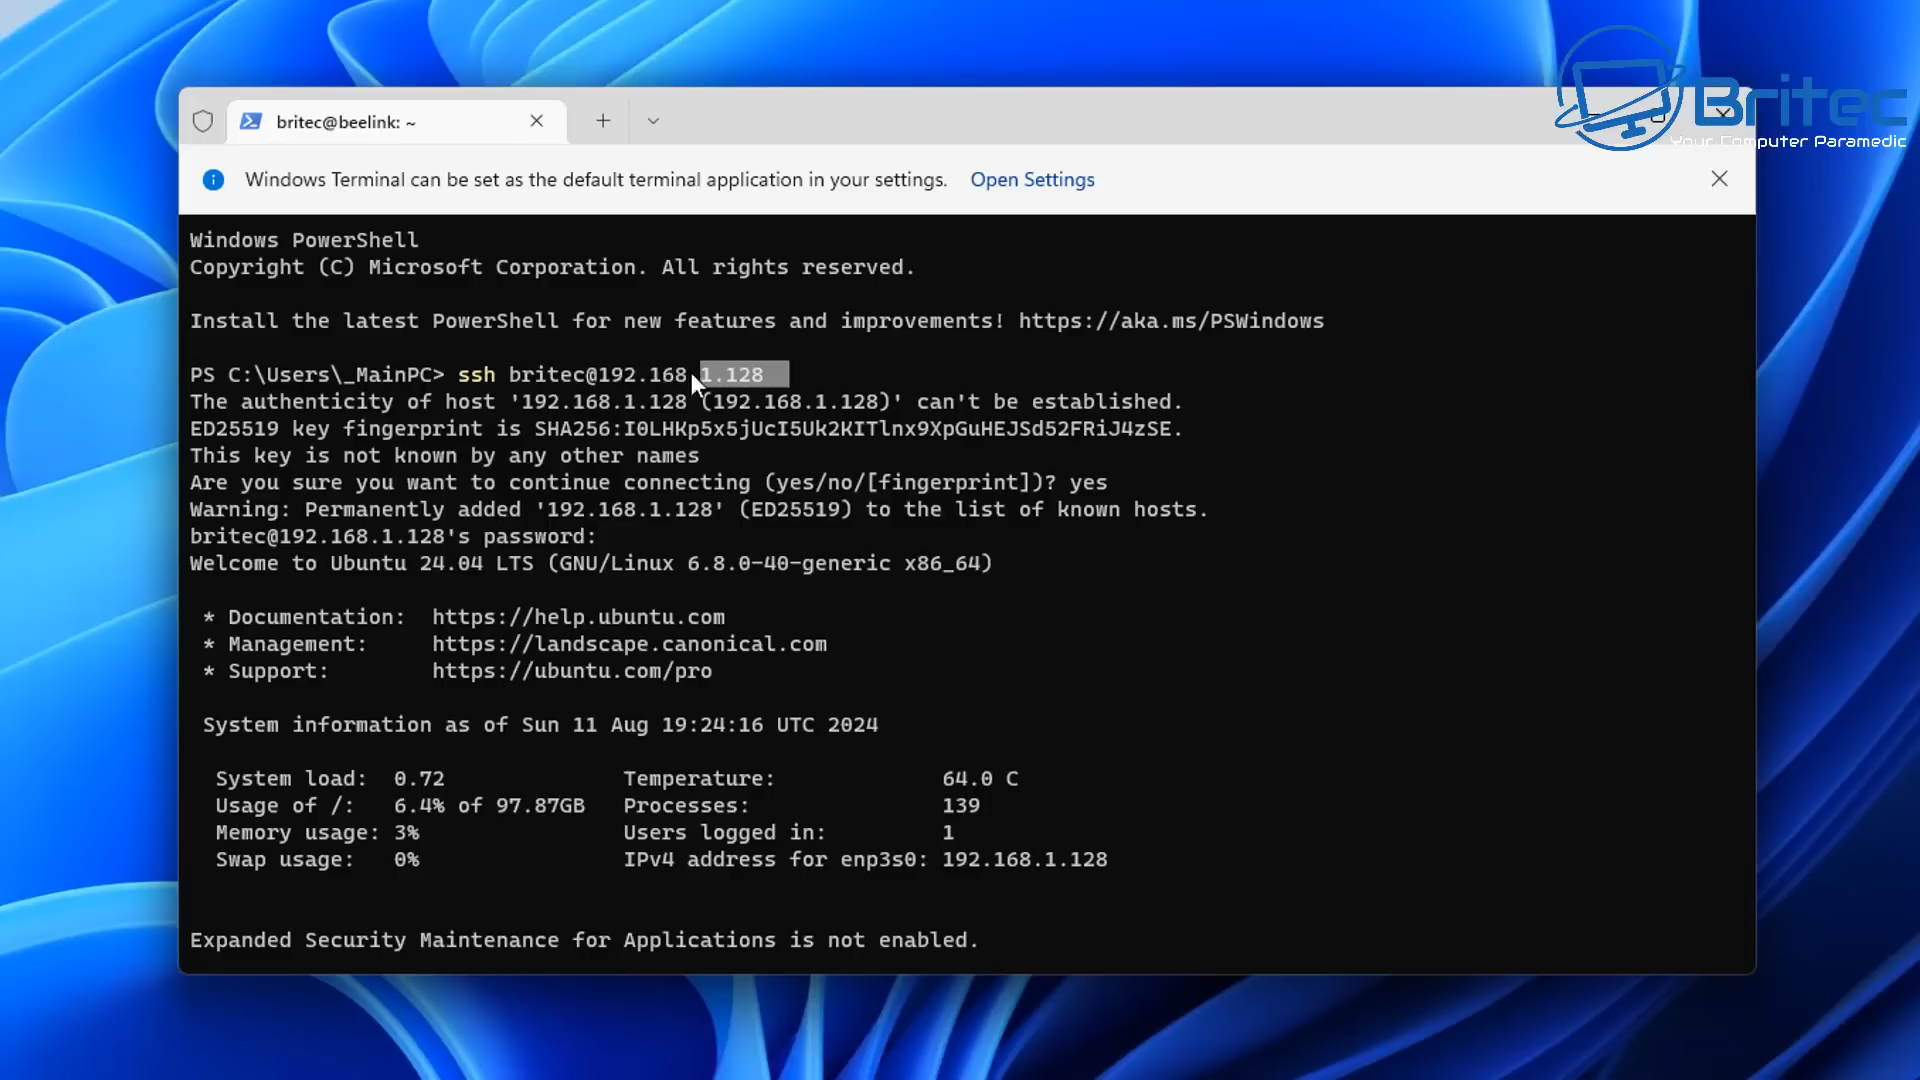 Britec
Your Computer Paramedic
britec@beelink: ~
Windows Terminal can be set as the default terminal application in your settings. Open Settings
Windows PowerShell
Copyright (C) Microsoft Corporation. All rights reserved.
Install the latest PowerShell for new features and improvements! https://aka.ms/PSWindows
PS C:\Users\_MainPC> ssh britec@192.168.1.128
The authenticity of host '192.168.1.128 (192.168.1.128)' can't be established.
ED25519 key fingerprint is SHA256:I0LHKp5x5jUcI5Uk2KITlnx9XpGuHEJSd52FRiJ4zSE.
This key is not known by any other names
Are you sure you want to continue connecting (yes/no/[fingerprint])? yes
Warning: Permanently added '192.168.1.128' (ED25519) to the list of known hosts.
britec@192.168.1.128's password:
Welcome to Ubuntu 24.04 LTS (GNU/Linux 6.8.0-40-generic x86_64)
* Documentation: https://help.ubuntu.com
* Management: https://landscape.canonical.com
* Support: https://ubuntu.com/pro
System information as of Sun 11 Aug 19:24:16 UTC 2024
System load: 0.72 Temperature: 64.0 C
Usage of /: 6.4% of 97.87GB Processes: 139
Memory usage: 3% Users logged in: 1
Swap usage: 0% IPv4 address for enp3s0: 192.168.1.128
Expanded Security Maintenance for Applications is not enabled.